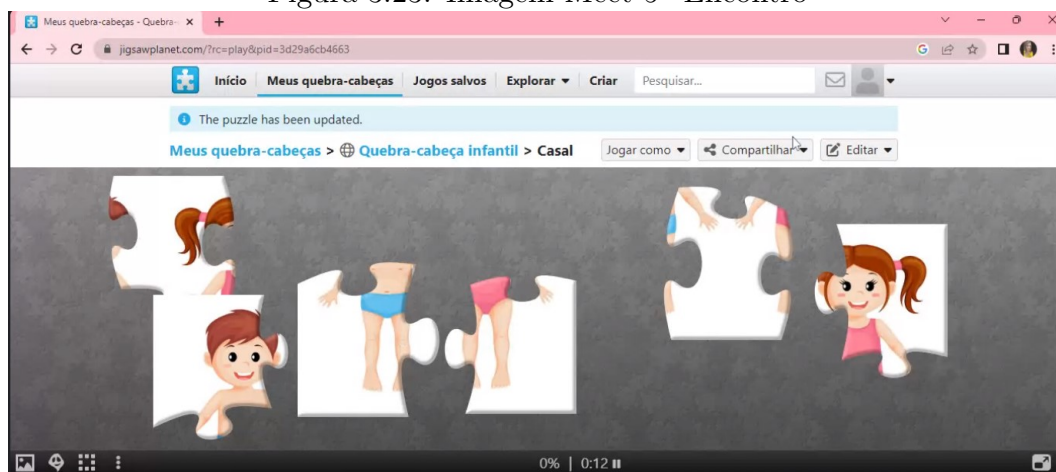 Figura 3.23: Imagem Meet 3º Encontro
Meus quebra-cabeças - Quebra-
jigsawplanet.com/?rc=play&pid=3d29a6cb4663
Início Meus quebra-cabeças Jogos salvos Explorar Criar Pesquisar...
The puzzle has been updated.
Meus quebra-cabeças > Quebra-cabeça infantil > Casal Jogar como Compartilhar Editar
0% | 0:12